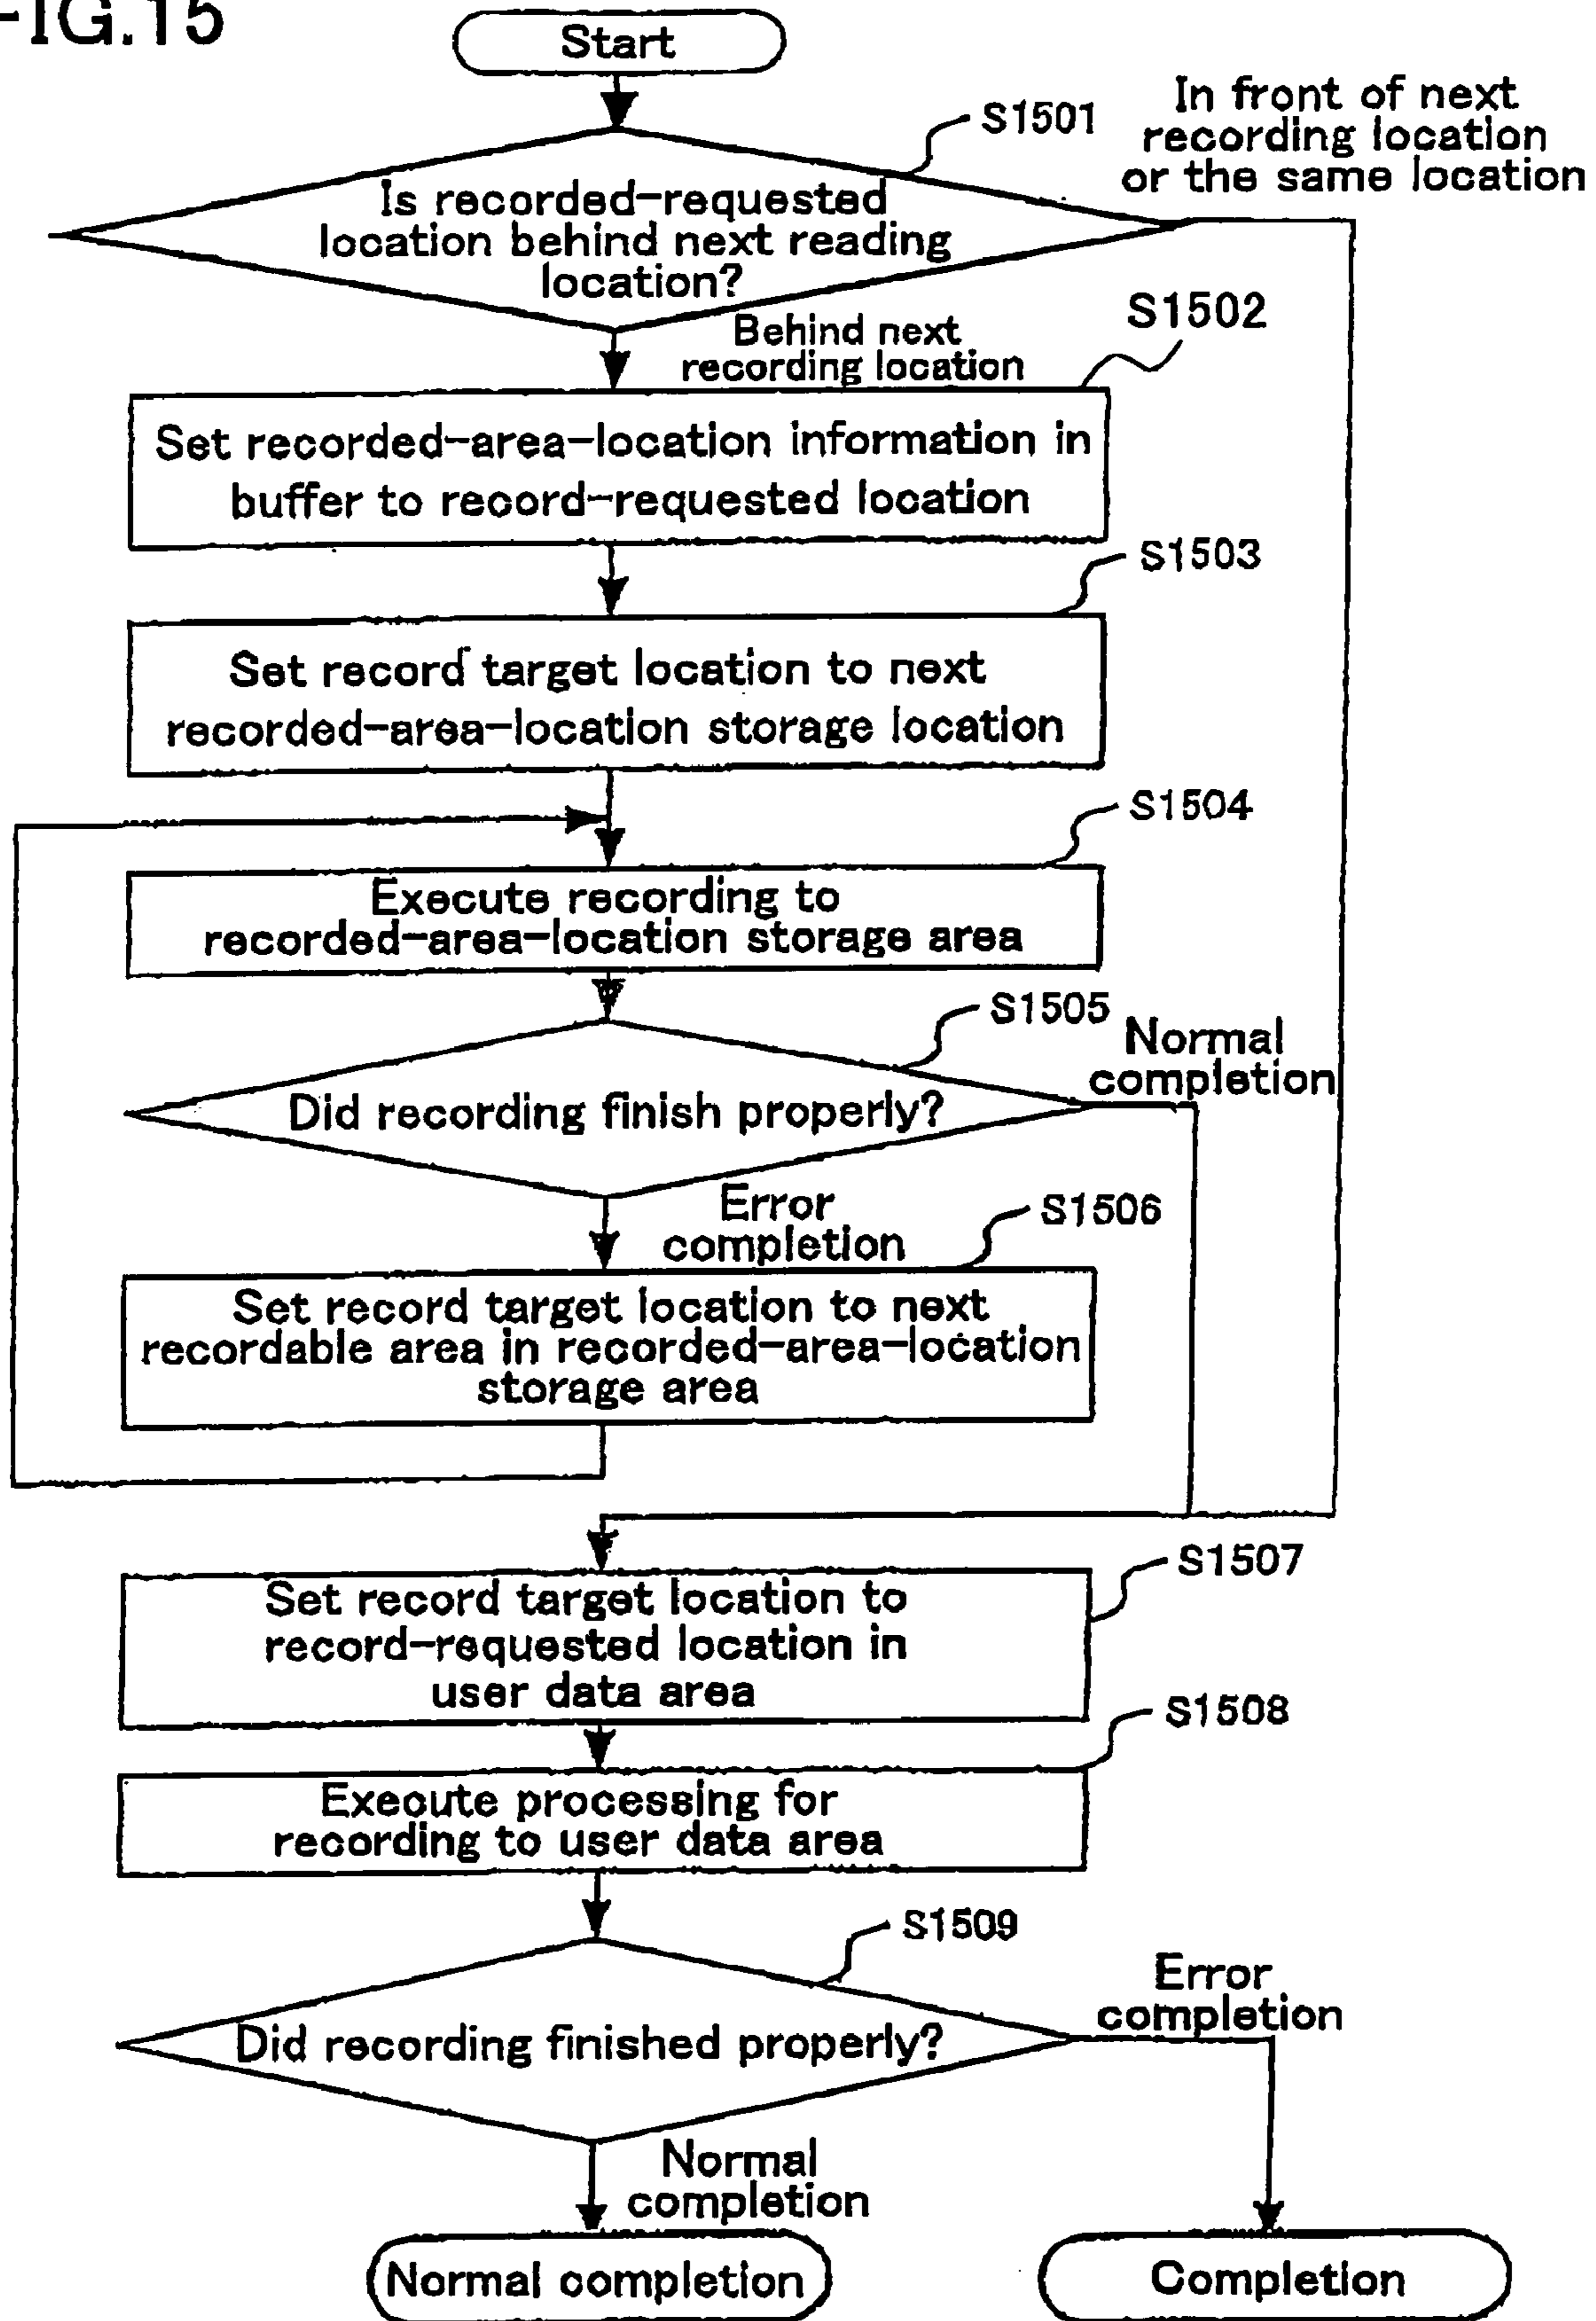 FIG.15
Start
S1501
In front of next
recording location
or the same location
Is recorded-requested
location behind next reading
location?
Behind next
recording location
S1502
Set recorded-area-location information in
buffer to record-requested location
S1503
Set record target location to next
recorded-area-location storage location
S1504
Execute recording to
recorded-area-location storage area
S1505
Normal
completion
Did recording finish properly?
Error
completion
S1506
Set record target location to next
recordable area in recorded-area-location
storage area
S1507
Set record target location to
record-requested location in
user data area
S1508
Execute processing for
recording to user data area
S1509
Error
completion
Did recording finished properly?
Normal
completion
Normal completion
Completion